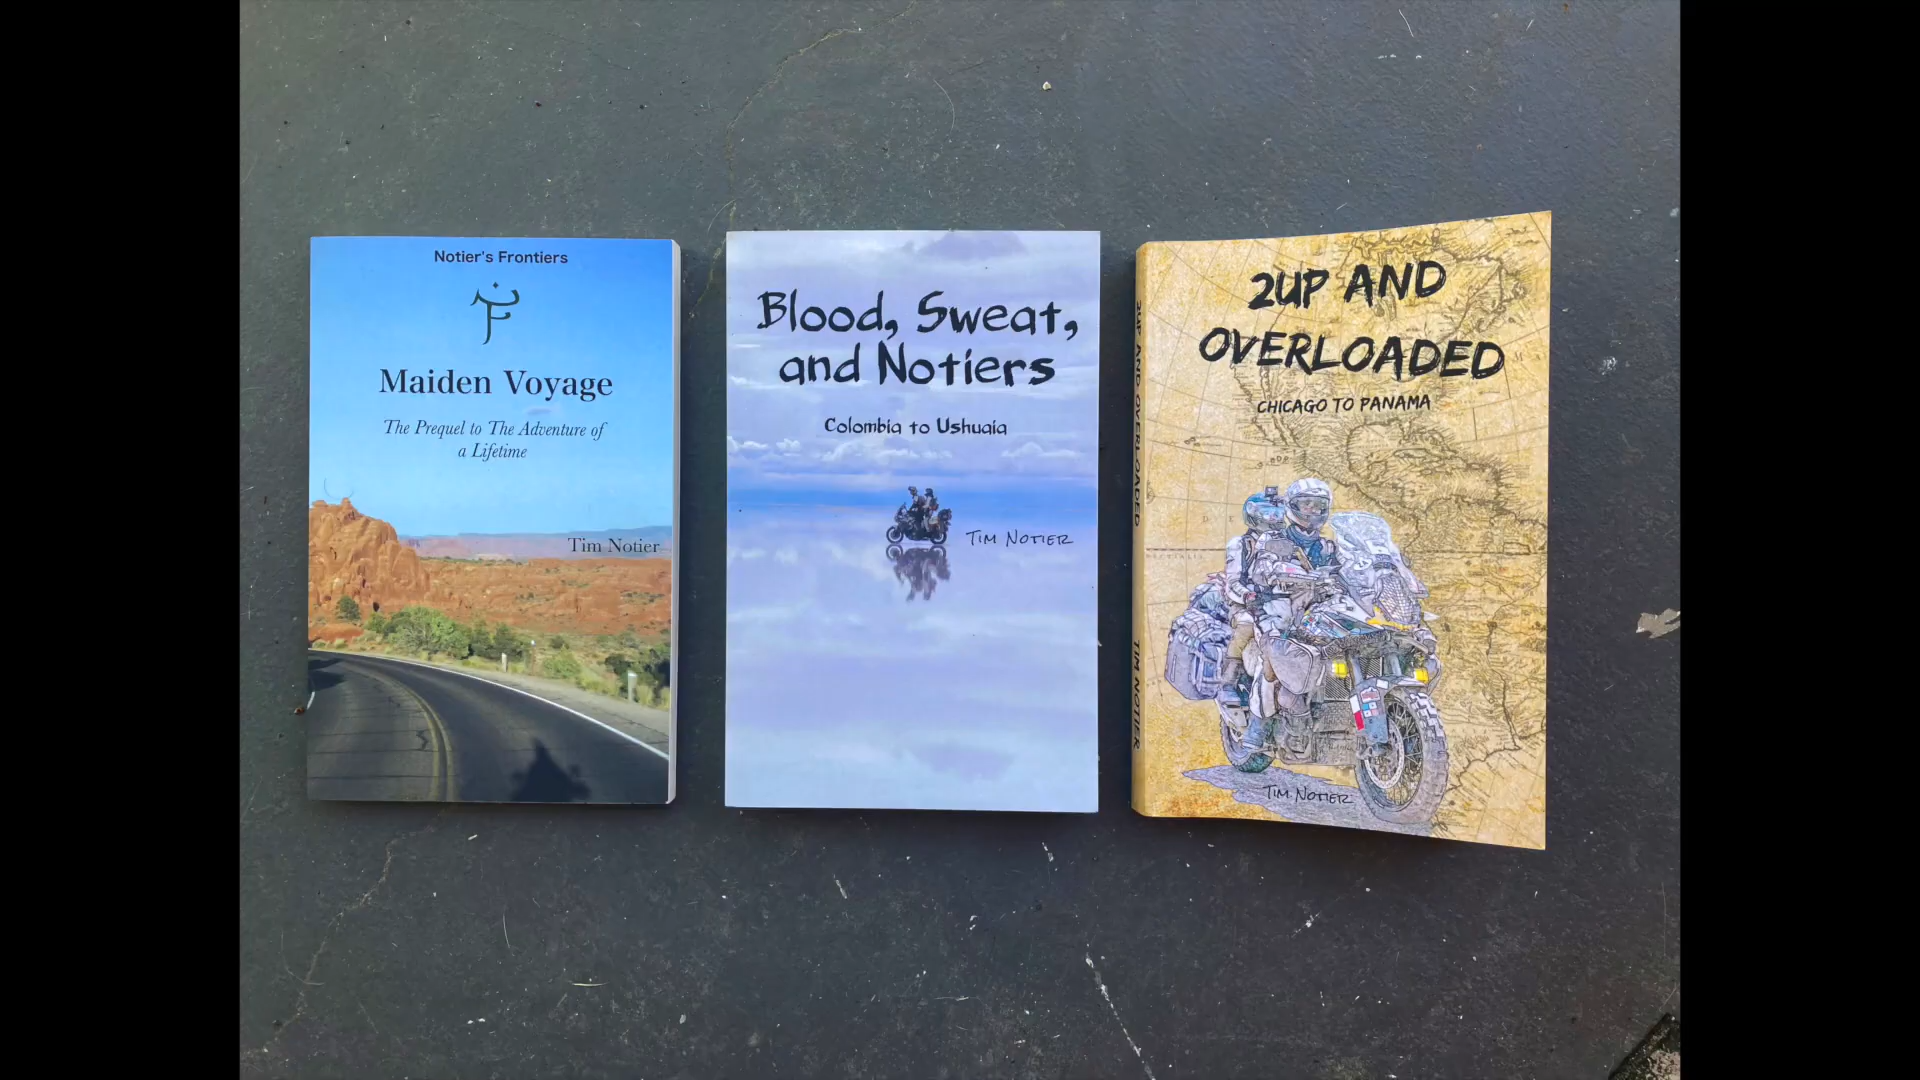 Notier's Frontiers
Maiden Voyage
The Prequel to The Adventure of
a Lifetime
Tim Notier
Blood, Sweat,
and Notiers
Colombia to Ushuaia
TIM NOTIER
2UP AND
OVERLOADED
CHICAGO TO PANAMA
TIM NOTIER
2UP AND OVERLOADED
TIM NOTIER